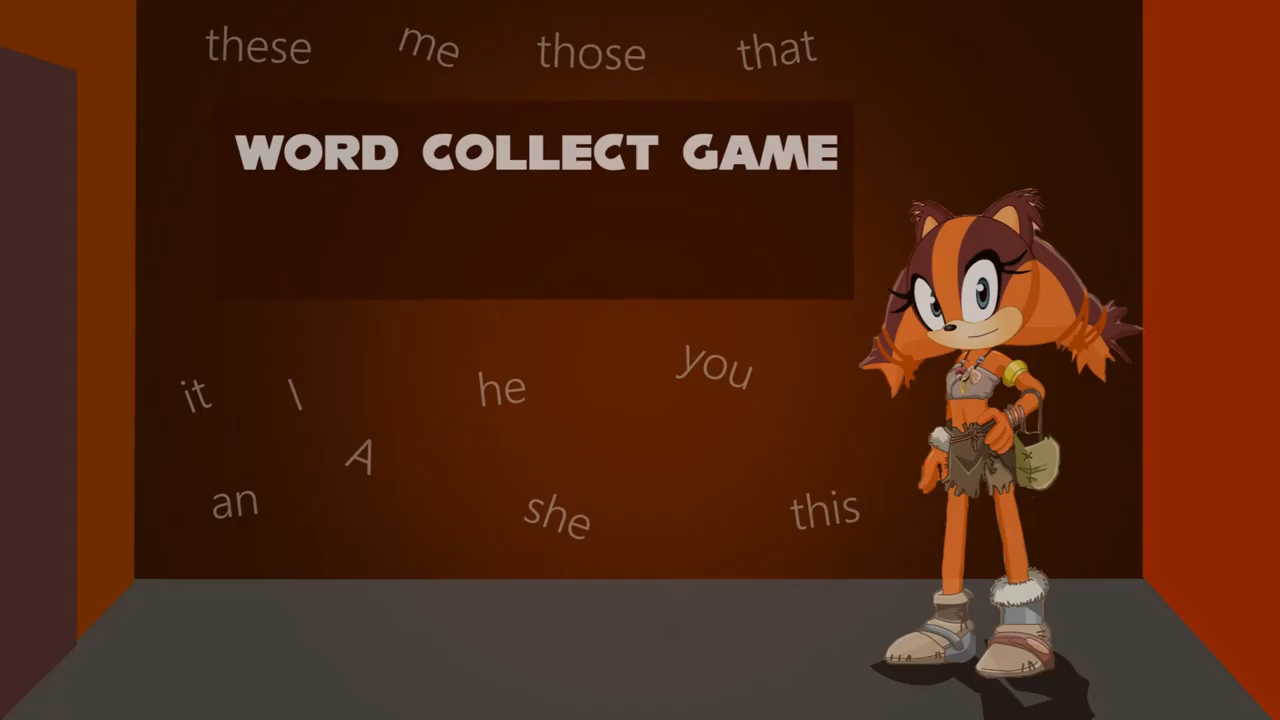 these me those that
WORD COLLECT GAME
it I he you
A
an she this